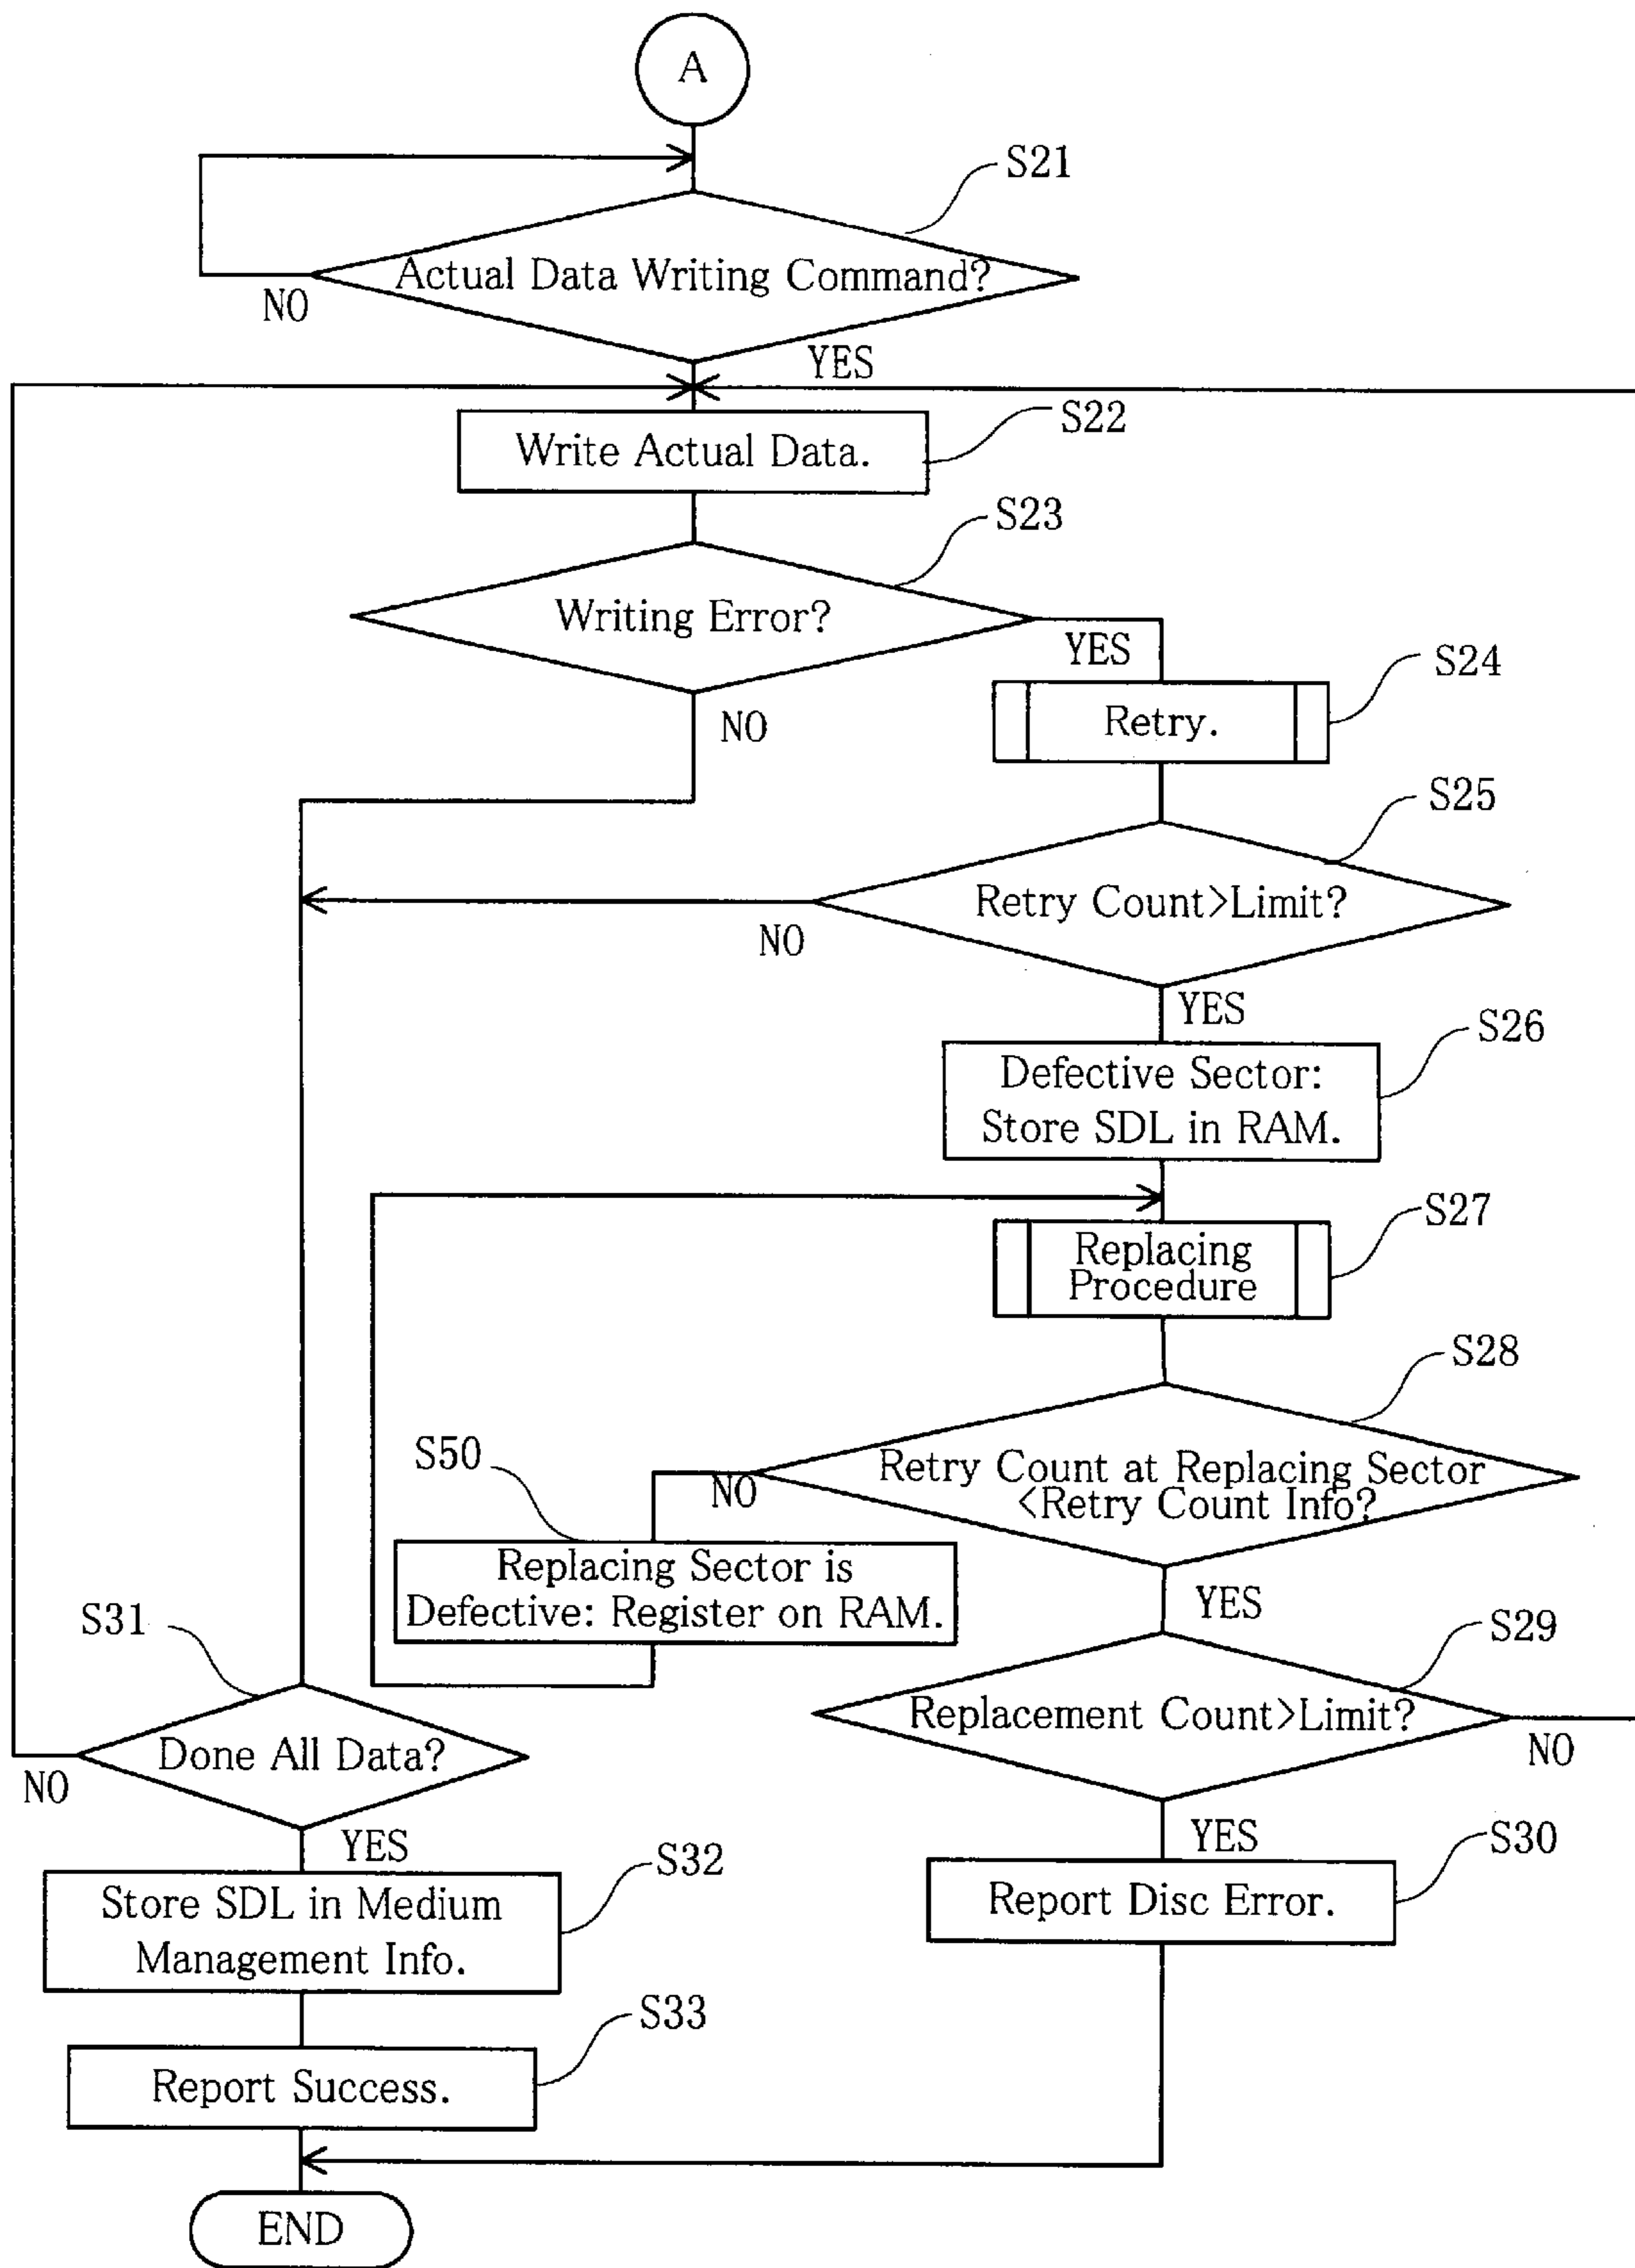 A
S21
Actual Data Writing Command?
NO
YES
S22
Write Actual Data.
S23
Writing Error?
YES
S24
NO
Retry.
S25
Retry Count>Limit?
NO
YES
S26
Defective Sector:
Store SDL in RAM.
S27
Replacing
Procedure
S28
S50
Retry Count at Replacing Sector
<Retry Count Info?
NO
Replacing Sector is
Defective: Register on RAM.
YES
S31
S29
Replacement Count>Limit?
NO
Done All Data?
NO
YES
YES
S30
S32
Report Disc Error.
Store SDL in Medium
Management Info.
S33
Report Success.
END